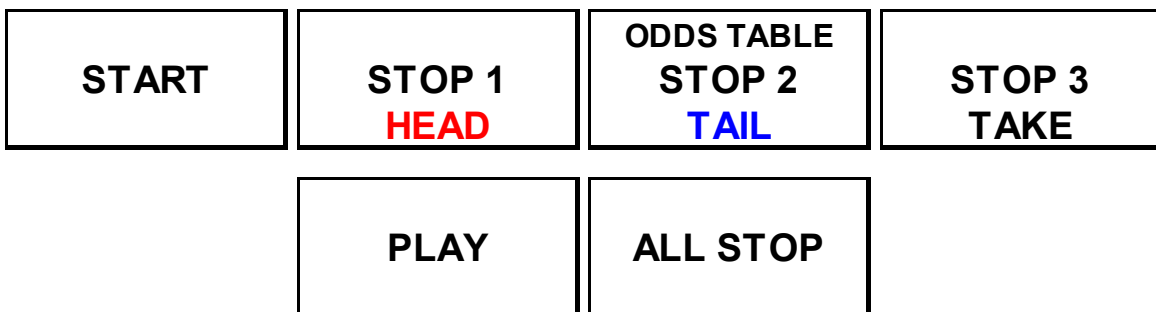 START
STOP 1
HEAD
ODDS TABLE
STOP 2
TAIL
STOP 3
TAKE
PLAY
ALL STOP